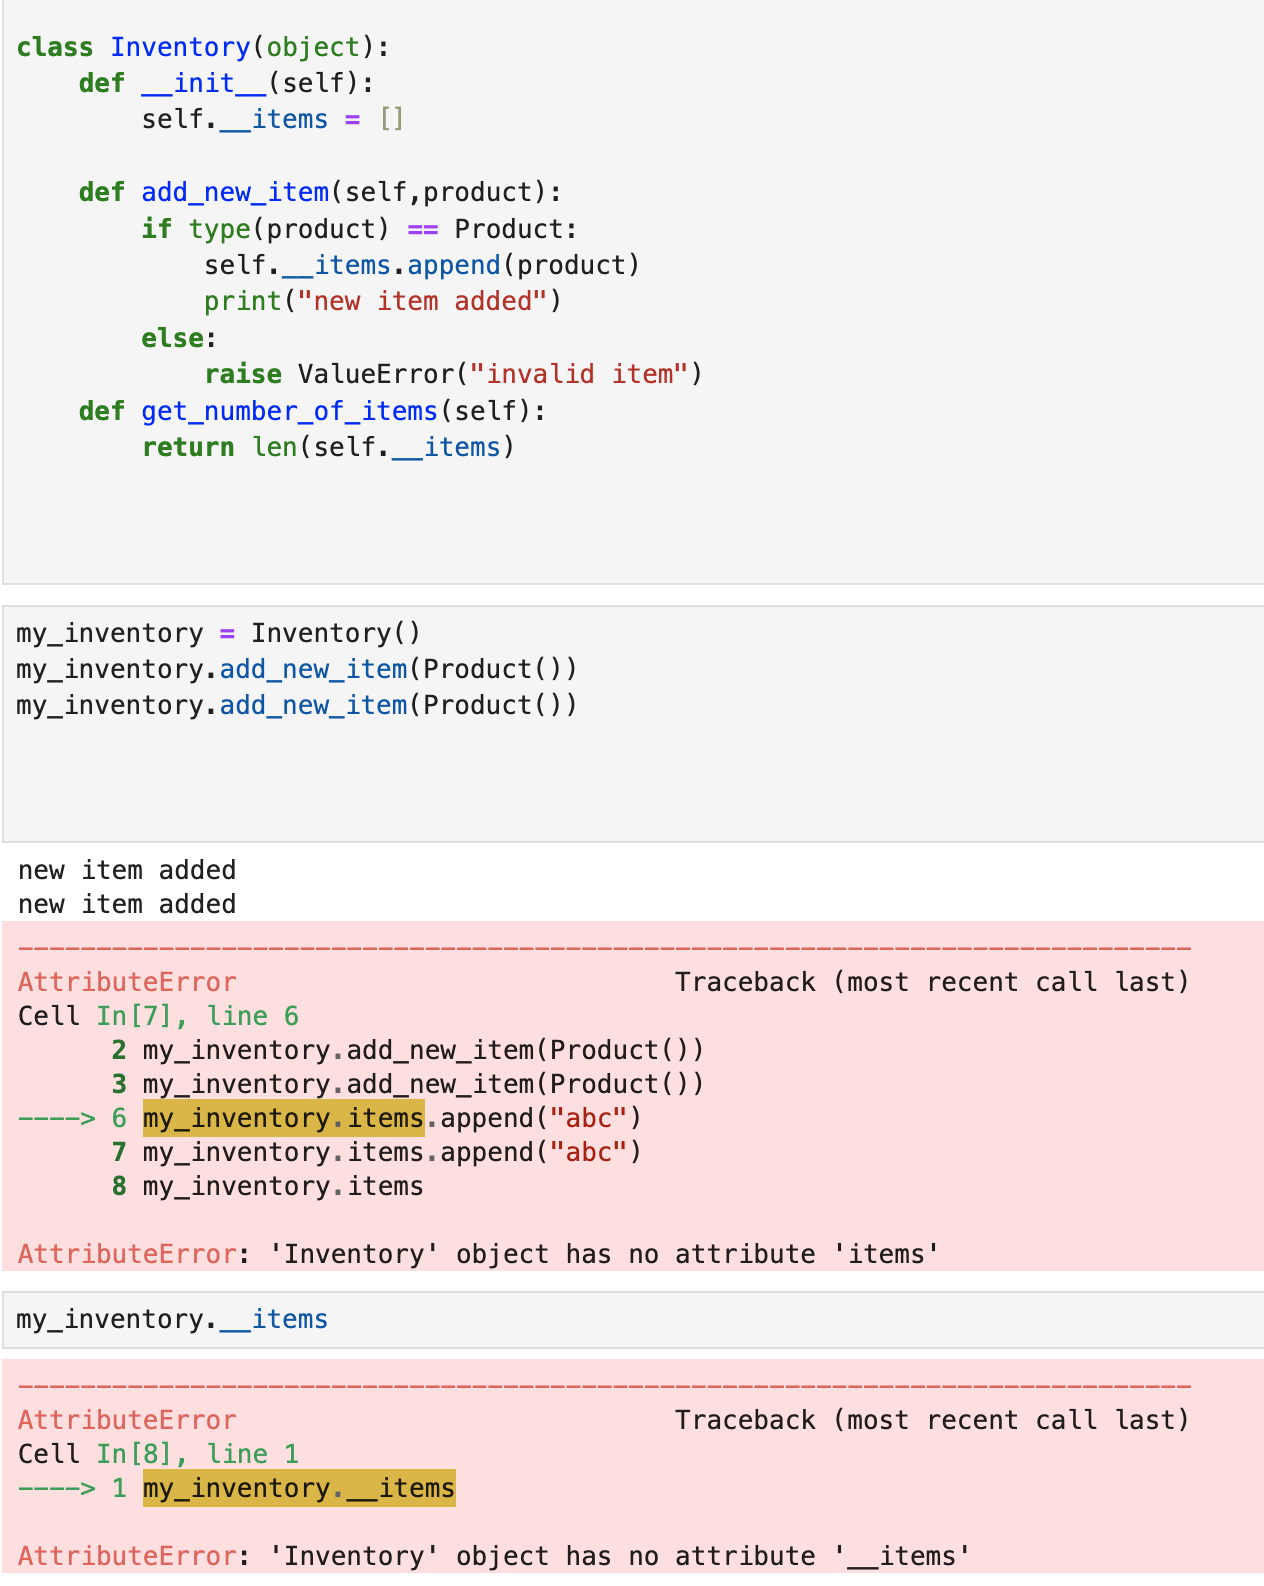 class Inventory(object):
    def __init__(self):
        self.__items = []
    def add_new_item(self,product):
        if type(product) == Product:
            self.__items.append(product)
            print("new item added")
        else:
            raise ValueError("invalid item")
    def get_number_of_items(self):
        return len(self.__items)
my_inventory = Inventory()
my_inventory.add_new_item(Product())
my_inventory.add_new_item(Product())
new item added
new item added
---------------------------------------------------------------------------
AttributeError                            Traceback (most recent call last)
Cell In[7], line 6
      2 my_inventory.add_new_item(Product())
      3 my_inventory.add_new_item(Product())
----> 6 my_inventory.items.append("abc")
      7 my_inventory.items.append("abc")
      8 my_inventory.items
AttributeError: 'Inventory' object has no attribute 'items'
my_inventory.__items
---------------------------------------------------------------------------
AttributeError                            Traceback (most recent call last)
Cell In[8], line 1
----> 1 my_inventory.__items
AttributeError: 'Inventory' object has no attribute '__items'